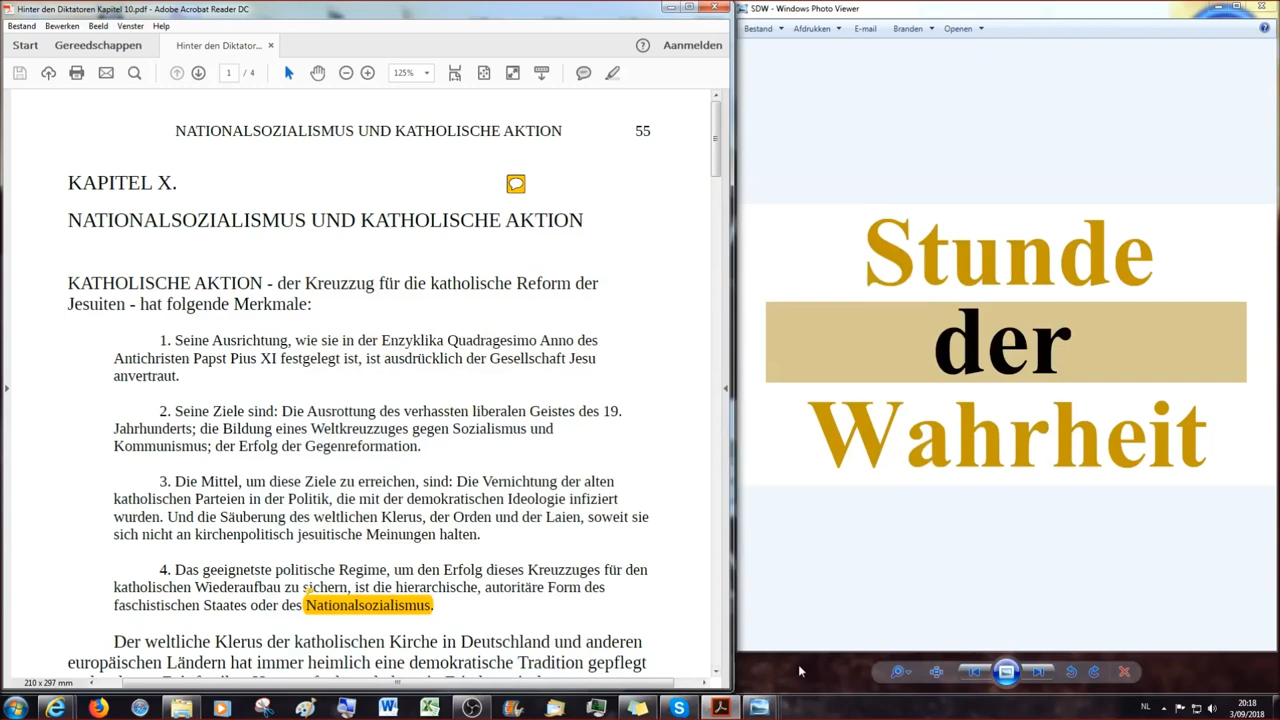 Hinter den Diktatoren Kapitel 10.pdf - Adobe Acrobat Reader DC
Bestand Bewerken Beeld Venster Help
Start Gereedschappen Hinter den Diktator... × Aanmelden
1 / 4 125%
NATIONALSOZIALISMUS UND KATHOLISCHE AKTION 55
KAPITEL X.
NATIONALSOZIALISMUS UND KATHOLISCHE AKTION
KATHOLISCHE AKTION - der Kreuzzug für die katholische Reform der
Jesuiten - hat folgende Merkmale:
1. Seine Ausrichtung, wie sie in der Enzyklika Quadragesimo Anno des
Antichristen Papst Pius XI festgelegt ist, ist ausdrücklich der Gesellschaft Jesu
anvertraut.
2. Seine Ziele sind: Die Ausrottung des verhassten liberalen Geistes des 19.
Jahrhunderts; die Bildung eines Weltkreuzzuges gegen Sozialismus und
Kommunismus; der Erfolg der Gegenreformation.
3. Die Mittel, um diese Ziele zu erreichen, sind: Die Vernichtung der alten
katholischen Parteien in der Politik, die mit der demokratischen Ideologie infiziert
wurden. Und die Säuberung des weltlichen Klerus, der Orden und der Laien, soweit sie
sich nicht an kirchenpolitisch jesuitische Meinungen halten.
4. Das geeignetste politische Regime, um den Erfolg dieses Kreuzzuges für den
katholischen Wiederaufbau zu sichern, ist die hierarchische, autoritäre Form des
faschistischen Staates oder des Nationalsozialismus.
Der weltliche Klerus der katholischen Kirche in Deutschland und anderen
europäischen Ländern hat immer heimlich eine demokratische Tradition gepflegt
210 x 297 mm
SDW - Windows Photo Viewer
Bestand Afdrukken E-mail Branden Openen
Stunde
der
Wahrheit
NL 20:18
3/09/2018